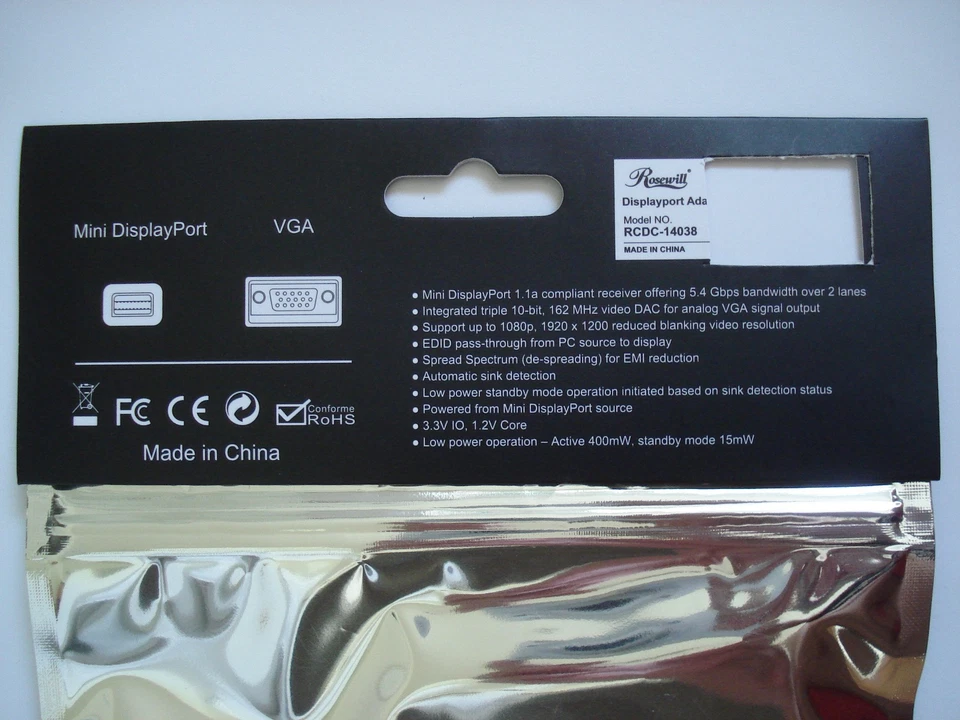 Rosewill
Displayport Ada
Model NO.
RCDC-14038
MADE IN CHINA
Mini DisplayPort
VGA
• Mini DisplayPort 1.1a compliant receiver offering 5.4 Gbps bandwidth over 2 lanes
• Integrated triple 10-bit, 162 MHz video DAC for analog VGA signal output
• Support up to 1080p, 1920 x 1200 reduced blanking video resolution
• EDID pass-through from PC source to display
• Spread Spectrum (de-spreading) for EMI reduction
• Automatic sink detection
• Low power standby mode operation initiated based on sink detection status
• Powered from Mini DisplayPort source
• 3.3V IO, 1.2V Core
• Low power operation – Active 400mW, standby mode 15mW
FC CE Conforme
RoHS
Made in China